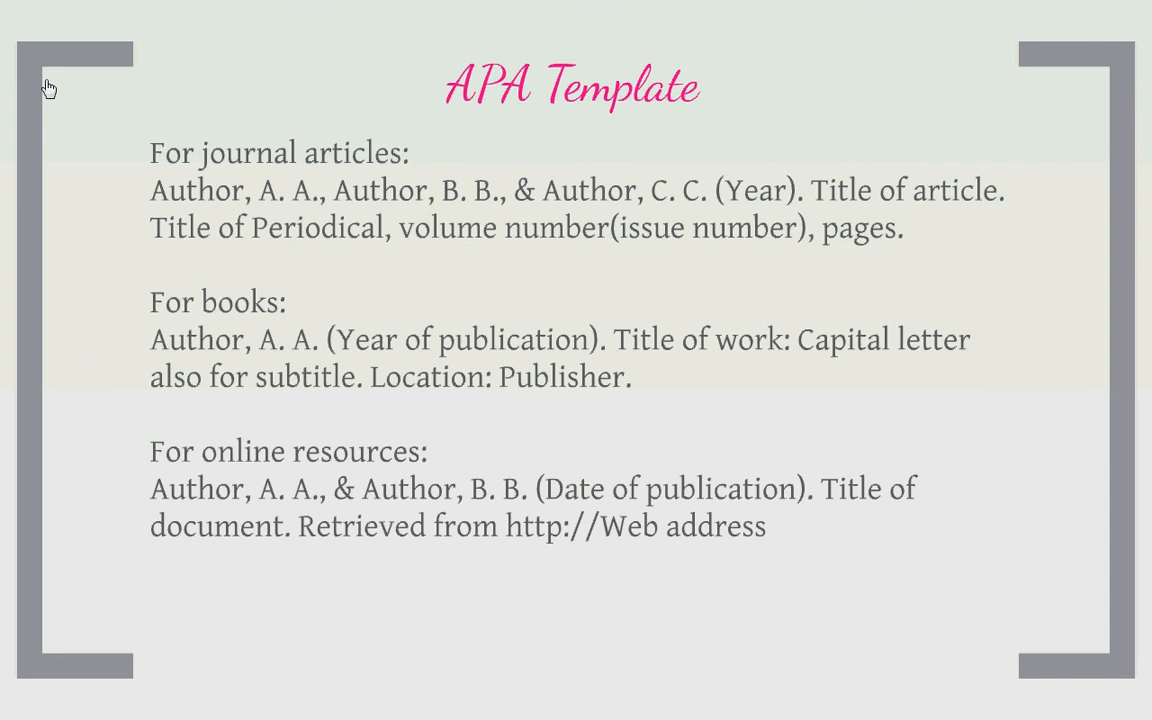 APA Template
For journal articles:
Author, A. A., Author, B. B., & Author, C. C. (Year). Title of article.
Title of Periodical, volume number(issue number), pages.
For books:
Author, A. A. (Year of publication). Title of work: Capital letter
also for subtitle. Location: Publisher.
For online resources:
Author, A. A., & Author, B. B. (Date of publication). Title of
document. Retrieved from http://Web address